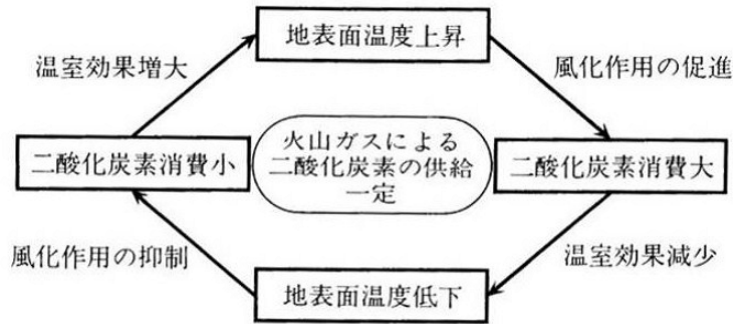 地表面温度上昇
温室効果増大
風化作用の促進
火山ガスによる
二酸化炭素の供給
一定
二酸化炭素消費小
二酸化炭素消費大
風化作用の抑制
温室効果減少
地表面温度低下